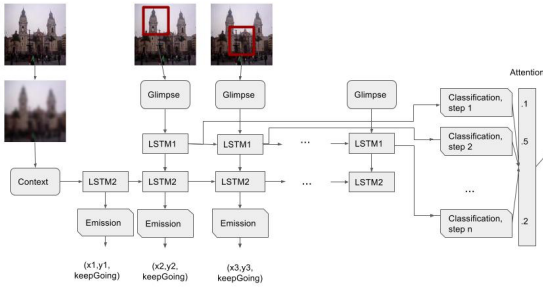 Attention
Glimpse
Glimpse
Glimpse
Classification,
step 1
.1
LSTM1
LSTM1
...
LSTM1
Classification,
step 2
.5
Context
LSTM2
LSTM2
LSTM2
...
LSTM2
...
Emission
Emission
Emission
Classification,
step n
.2
(x1,y1,
keepGoing)
(x2,y2,
keepGoing)
(x3,y3,
keepGoing)